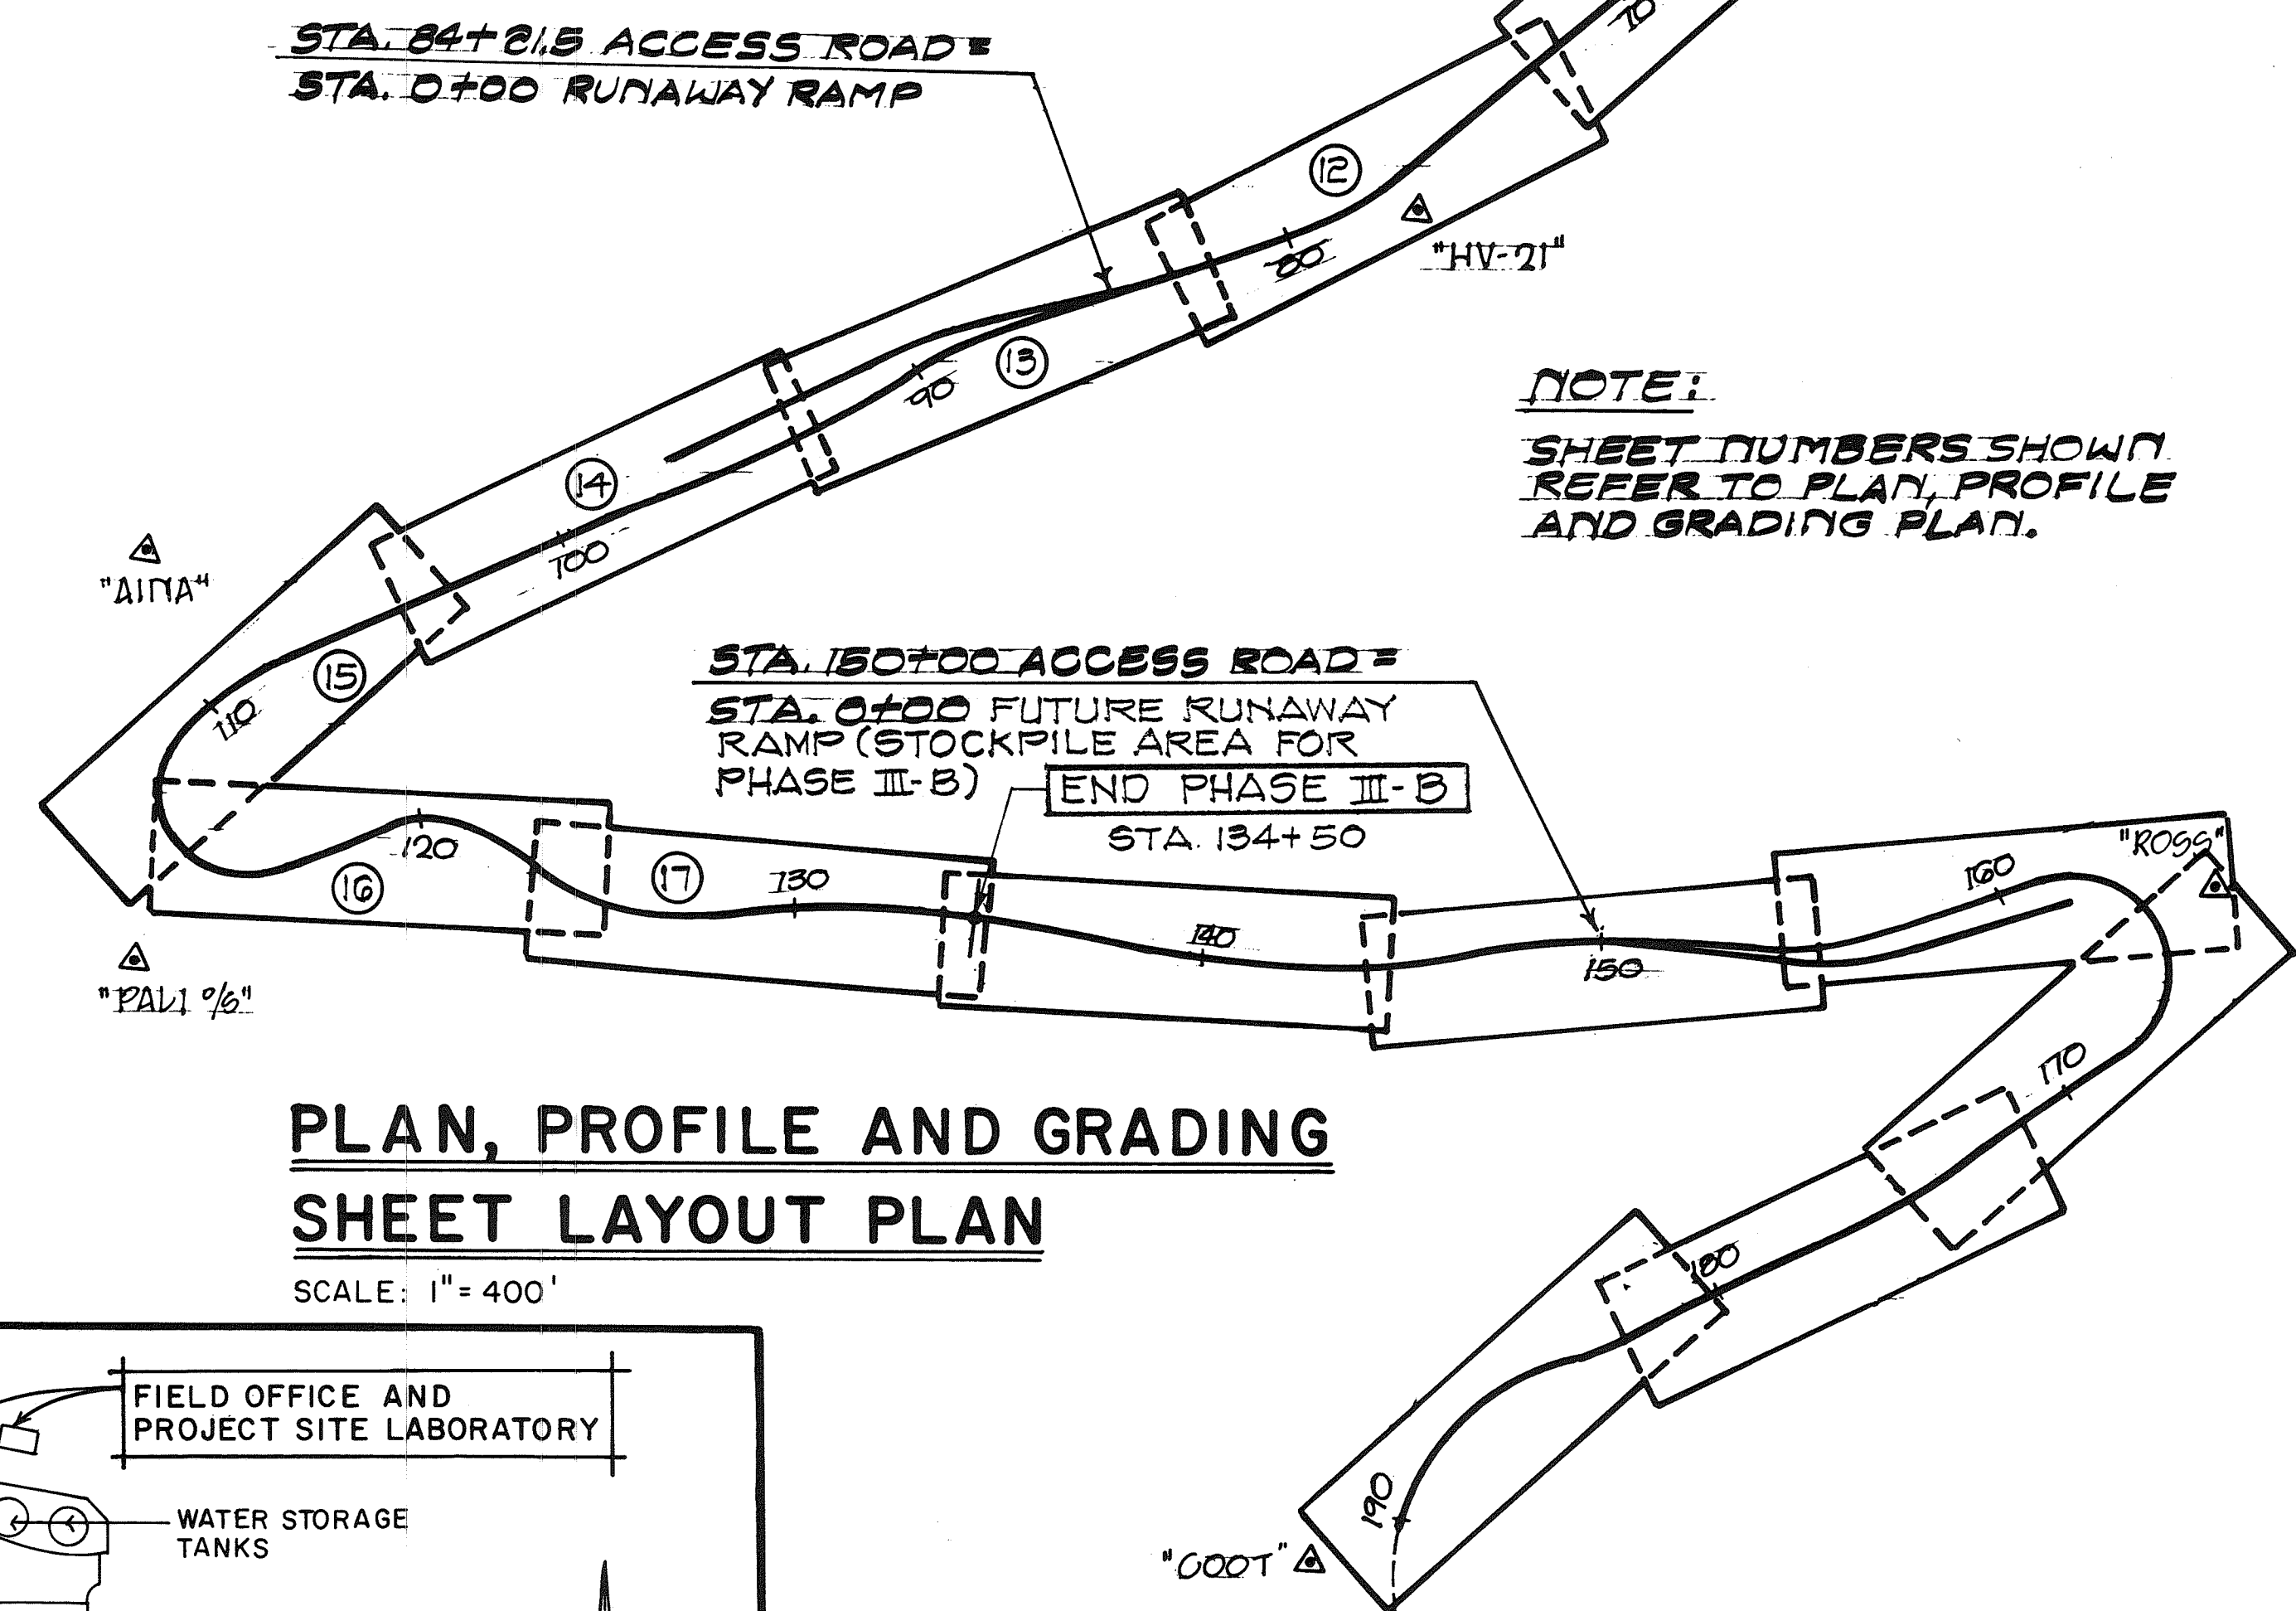 STA. 84+21.5 ACCESS ROAD =
STA. 0+00 RUNAWAY RAMP
70
12
"HV-21"
80
13
90
NOTE:
SHEET NUMBERS SHOWN
REFER TO PLAN, PROFILE
AND GRADING PLAN.
14
100
"AINA"
15
110
STA. 150+00 ACCESS ROAD =
STA. 0+00 FUTURE RUNAWAY
RAMP (STOCKPILE AREA FOR
PHASE III-B)
END PHASE III-B
STA. 134+50
120
16
17
130
140
150
160
"ROSS"
"PALI O/S"
170
180
190
"COOT"
PLAN, PROFILE AND GRADING
SHEET LAYOUT PLAN
SCALE: 1" = 400'
FIELD OFFICE AND
PROJECT SITE LABORATORY
WATER STORAGE
TANKS